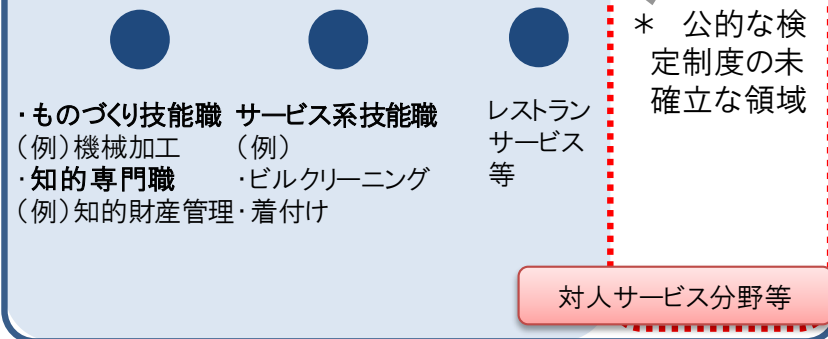 ・ものづくり技能職
(例)機械加工
・知的専門職
(例)知的財産管理
サービス系技能職
(例)
・ビルクリーニング
・着付け
レストラン
サービス
等
* 公的な検
定制度の未
確立な領域
対人サービス分野等